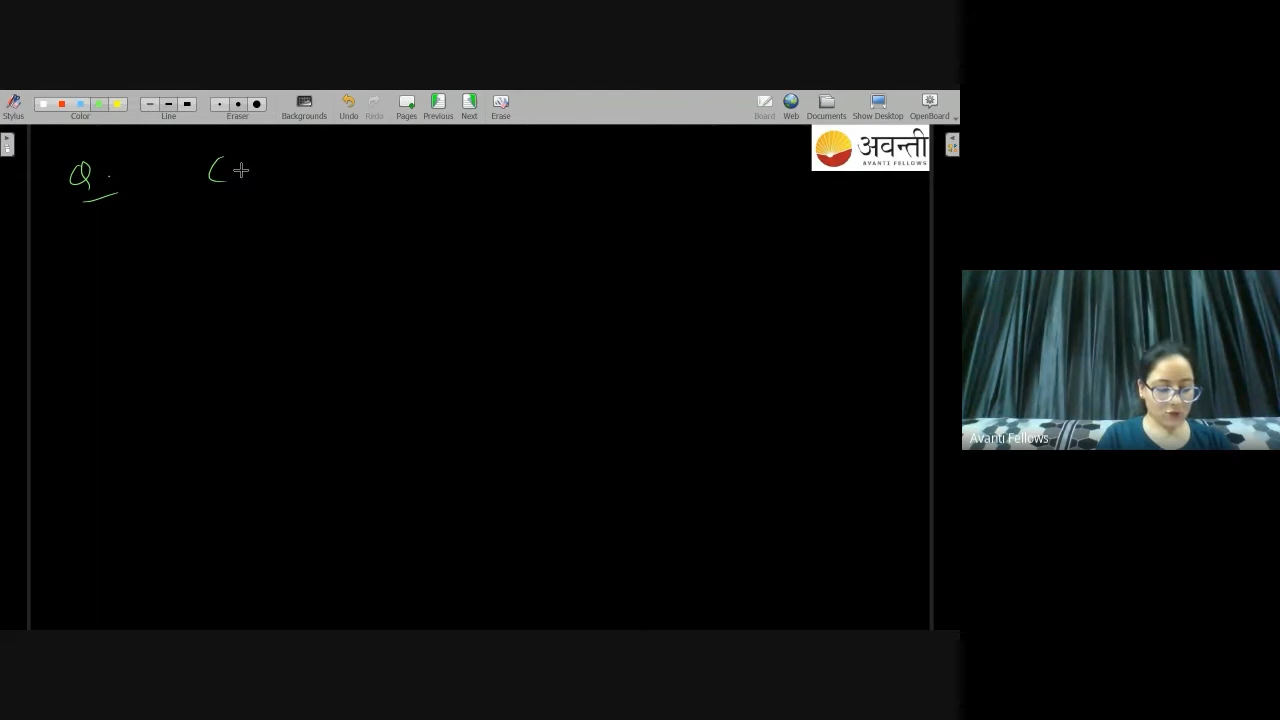 Stylus
Color
Line
Eraser
Backgrounds
Undo
Redo
Pages
Previous
Next
Erase
Board
Web
Documents
Show Desktop
OpenBoard
अवन्ती
AVANTI FELLOWS
Q. (
Avanti Fellows